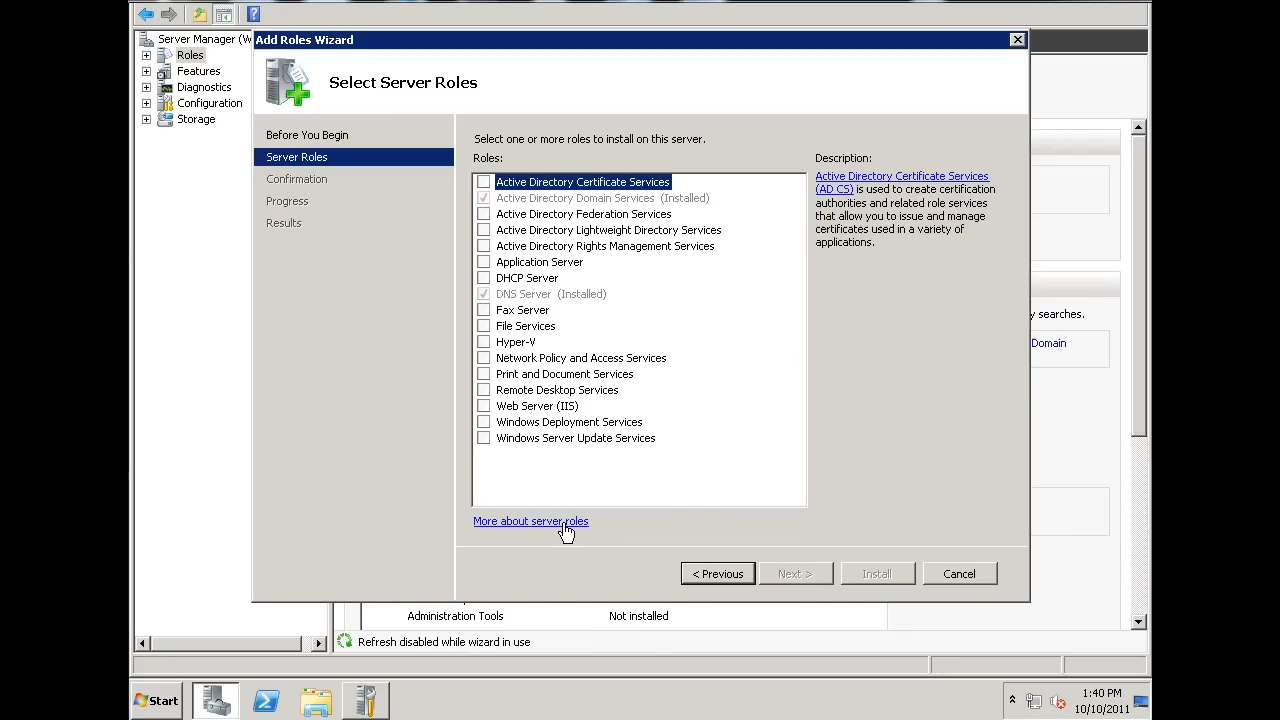 Server Manager (W
Roles
Features
Diagnostics
Configuration
Storage
Add Roles Wizard
Select Server Roles
Before You Begin
Server Roles
Confirmation
Progress
Results
Select one or more roles to install on this server.
Roles:
Active Directory Certificate Services
Active Directory Domain Services (Installed)
Active Directory Federation Services
Active Directory Lightweight Directory Services
Active Directory Rights Management Services
Application Server
DHCP Server
DNS Server (Installed)
Fax Server
File Services
Hyper-V
Network Policy and Access Services
Print and Document Services
Remote Desktop Services
Web Server (IIS)
Windows Deployment Services
Windows Server Update Services
More about server roles
Description:
Active Directory Certificate Services
(AD CS) is used to create certification
authorities and related role services
that allow you to issue and manage
certificates used in a variety of
applications.
y searches.
Domain
< Previous
Next >
Install
Cancel
Administration Tools Not installed
Refresh disabled while wizard in use
Start
1:40 PM
10/10/2011